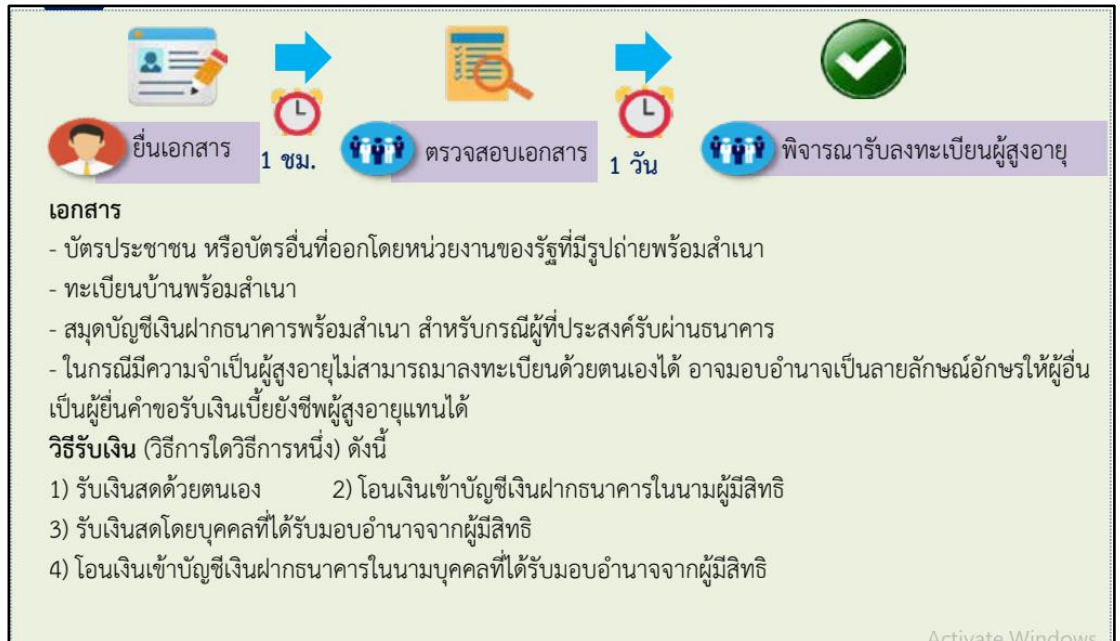 ยื่นเอกสาร 1 ชม. ตรวจสอบเอกสาร 1 วัน พิจารณารับลงทะเบียนผู้สูงอายุ
เอกสาร
- บัตรประชาชน หรือบัตรอื่นที่ออกโดยหน่วยงานของรัฐที่มีรูปถ่ายพร้อมสำเนา
- ทะเบียนบ้านพร้อมสำเนา
- สมุดบัญชีเงินฝากธนาคารพร้อมสำเนา สำหรับกรณีผู้ที่ประสงค์รับผ่านธนาคาร
- ในกรณีมีความจำเป็นผู้สูงอายุไม่สามารถมาลงทะเบียนด้วยตนเองได้ อาจมอบอำนาจเป็นลายลักษณ์อักษรให้ผู้อื่น
เป็นผู้ยื่นคำขอรับเงินเบี้ยยังชีพผู้สูงอายุแทนได้
วิธีรับเงิน (วิธีการใดวิธีการหนึ่ง) ดังนี้
1) รับเงินสดด้วยตนเอง 2) โอนเงินเข้าบัญชีเงินฝากธนาคารในนามผู้มีสิทธิ
3) รับเงินสดโดยบุคคลที่ได้รับมอบอำนาจจากผู้มีสิทธิ
4) โอนเงินเข้าบัญชีเงินฝากธนาคารในนามบุคคลที่ได้รับมอบอำนาจจากผู้มีสิทธิ
Activate Windows